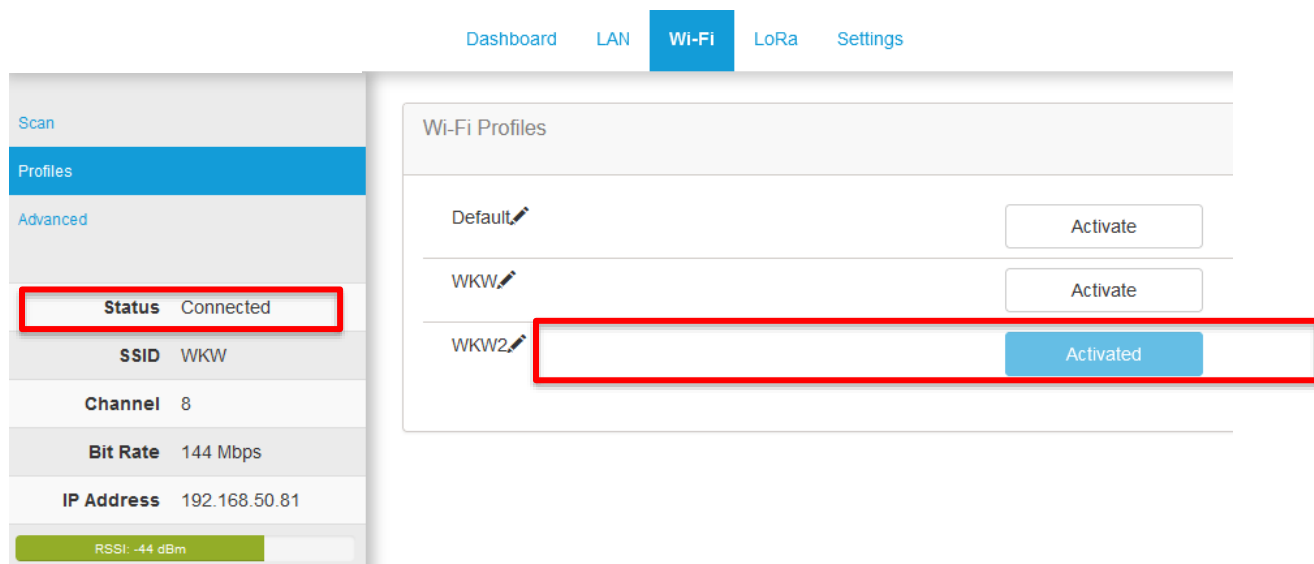 Dashboard LAN Wi-Fi LoRa Settings
Scan
Profiles
Advanced
Status Connected
SSID WKW
Channel 8
Bit Rate 144 Mbps
IP Address 192.168.50.81
RSSI: -44 dBm
Wi-Fi Profiles
Default Activate
WKW Activate
WKW2 Activated